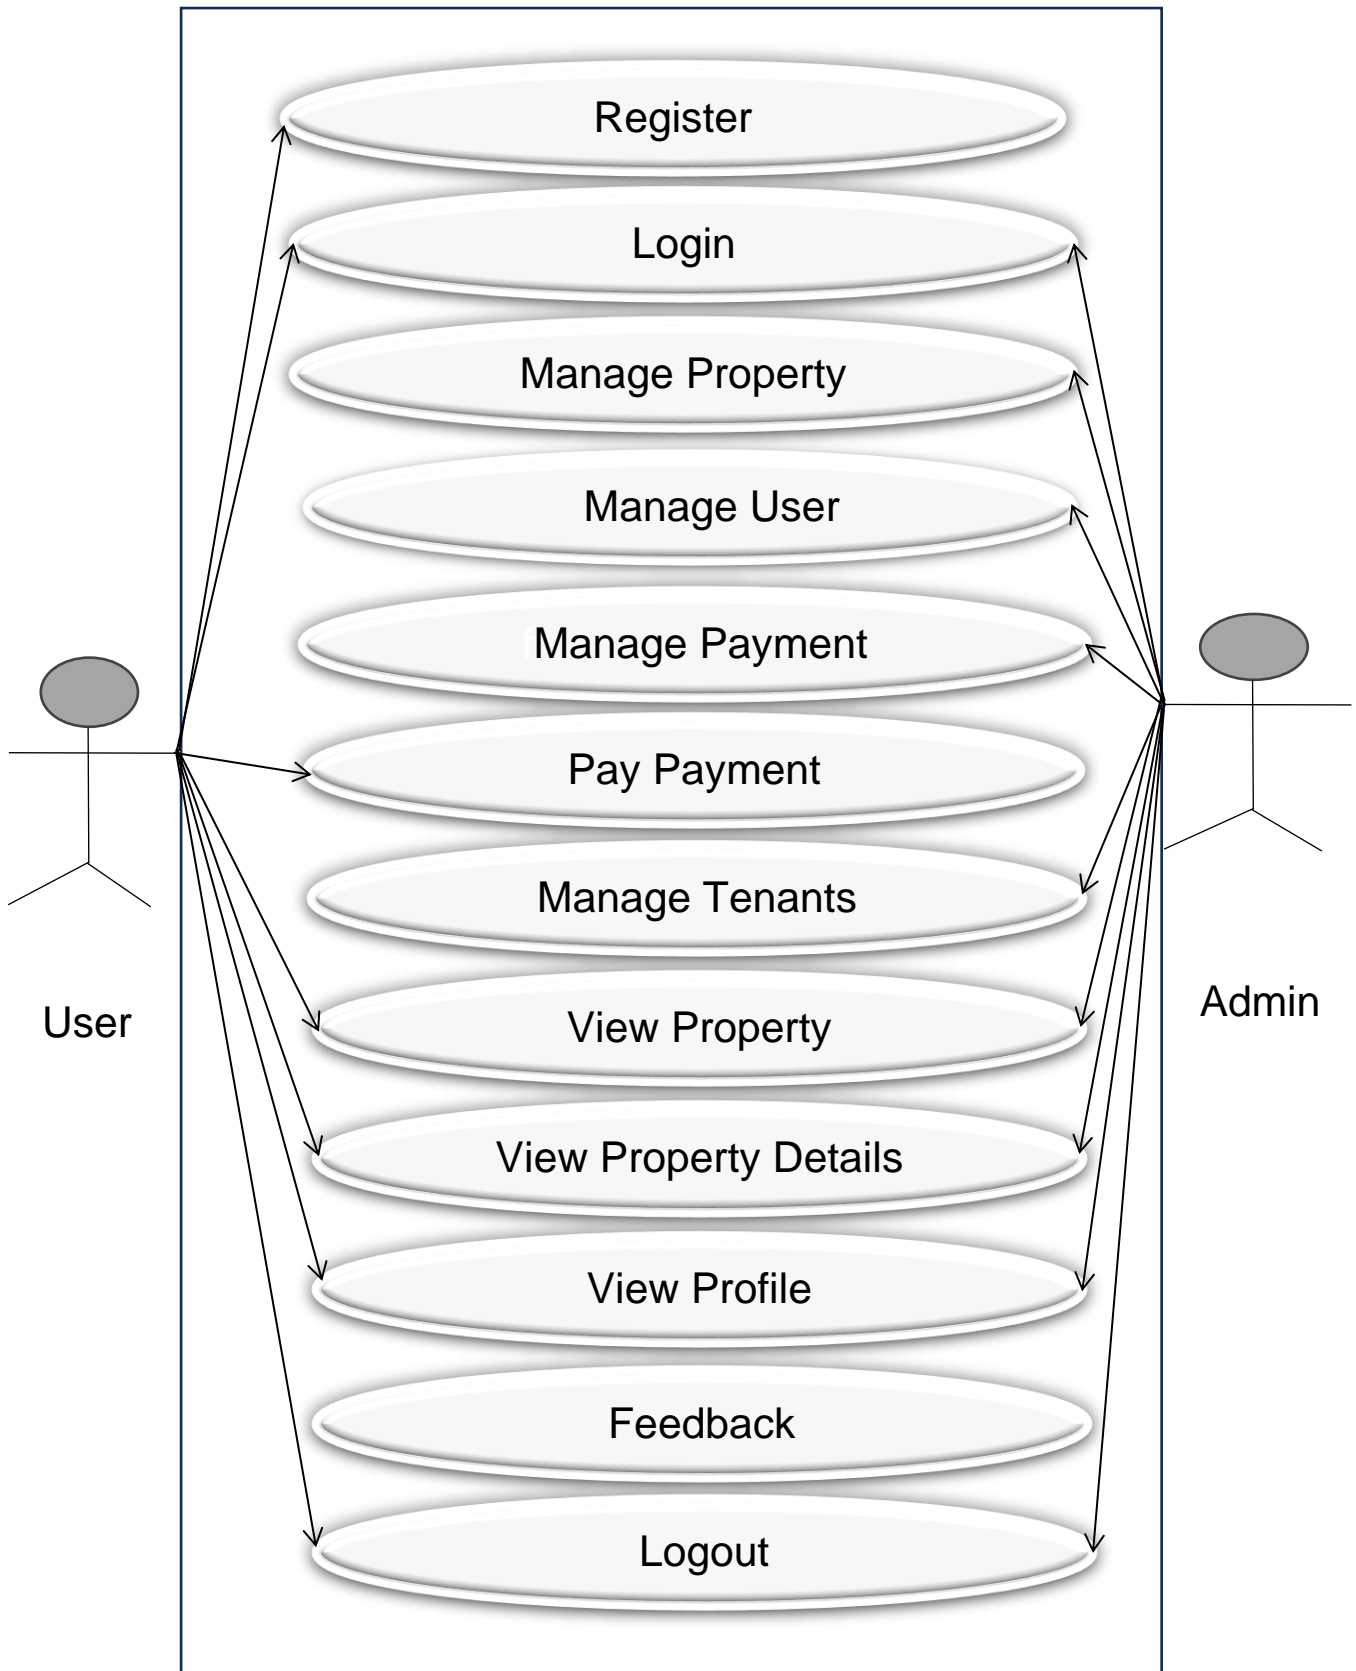 Register
Login
Manage Property
Manage User
fManage Payment
Pay Payment
Manage Tenants
View Property
User
Admin
View Property Details
View Profile
Feedback
Logout